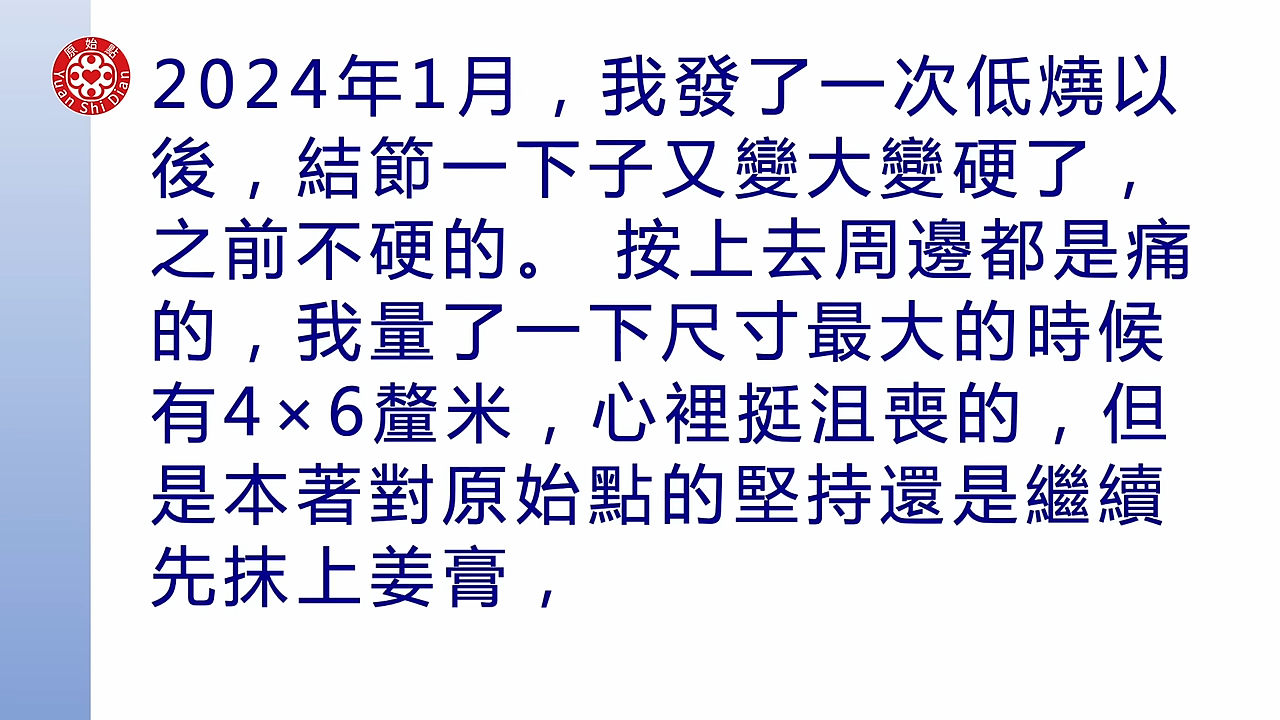 原始點
Yuan Shi Dian
2024年1月，我發了一次低燒以
後，結節一下子又變大變硬了，
之前不硬的。 按上去周邊都是痛
的，我量了一下尺寸最大的時候
有4×6釐米，心裡挺沮喪的，但
是本著對原始點的堅持還是繼續
先抹上姜膏，